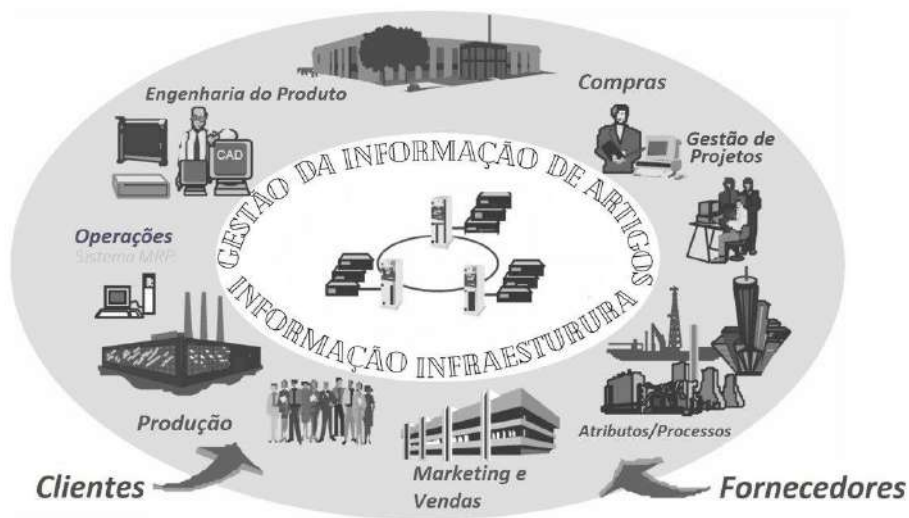 Engenharia do Produto
Compras
CAD
Gestão de
Projetos
GESTÃO DA INFORMAÇÃO DE ARTIGOS
Operações
Sistema MRP
INFORMAÇÃO INFRAESTURURA
Produção
Atributos/Processos
Marketing e
Vendas
Clientes
Fornecedores